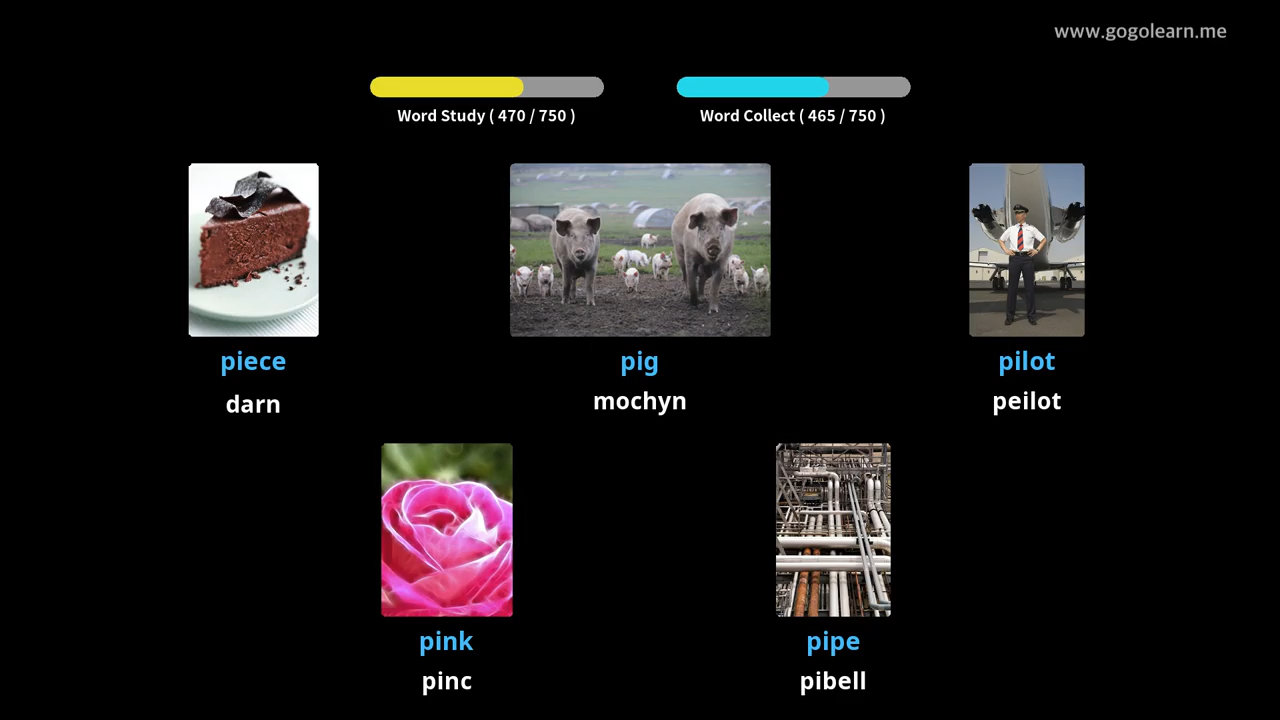 www.gogolearn.me
Word Study ( 470 / 750 )
Word Collect ( 465 / 750 )
piece
darn
pig
mochyn
pilot
peilot
pink
pinc
pipe
pibell